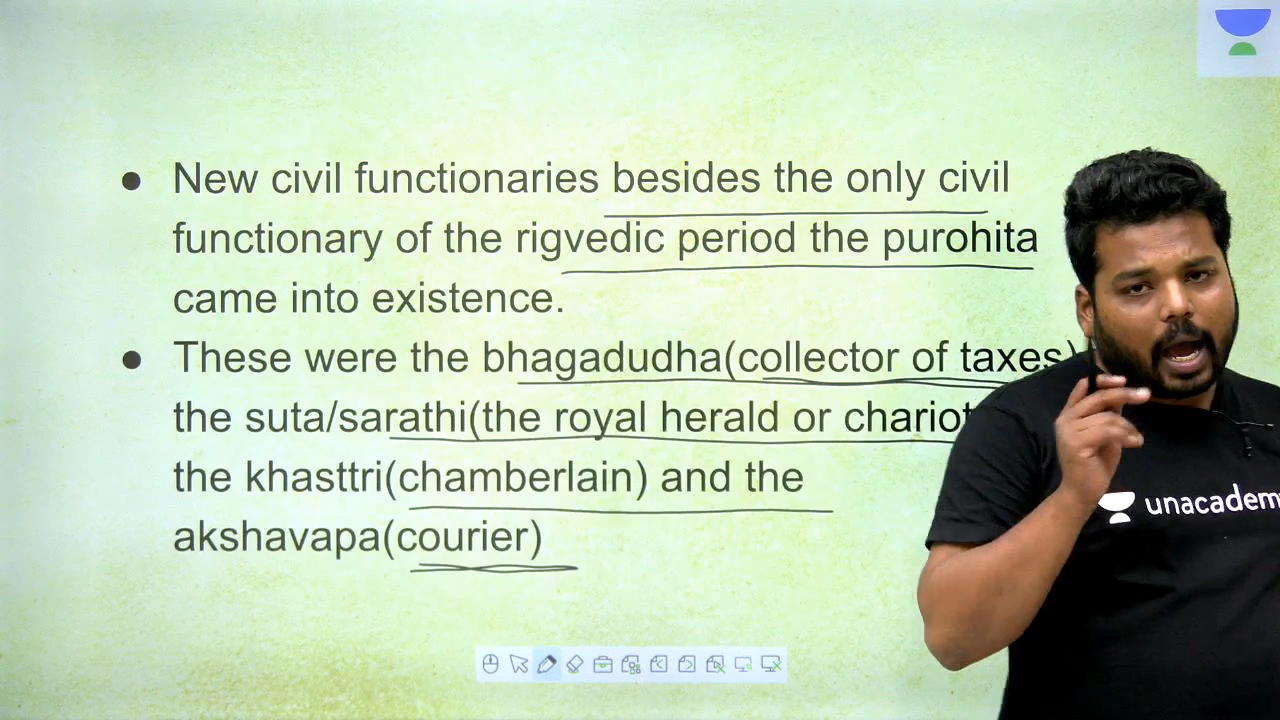 ● New civil functionaries besides the only civil
functionary of the rigvedic period the purohita
came into existence.
● These were the bhagadudha(collector of taxes)
the suta/sarathi(the royal herald or chariot
the khasttri(chamberlain) and the
akshavapa(courier)
unacadem